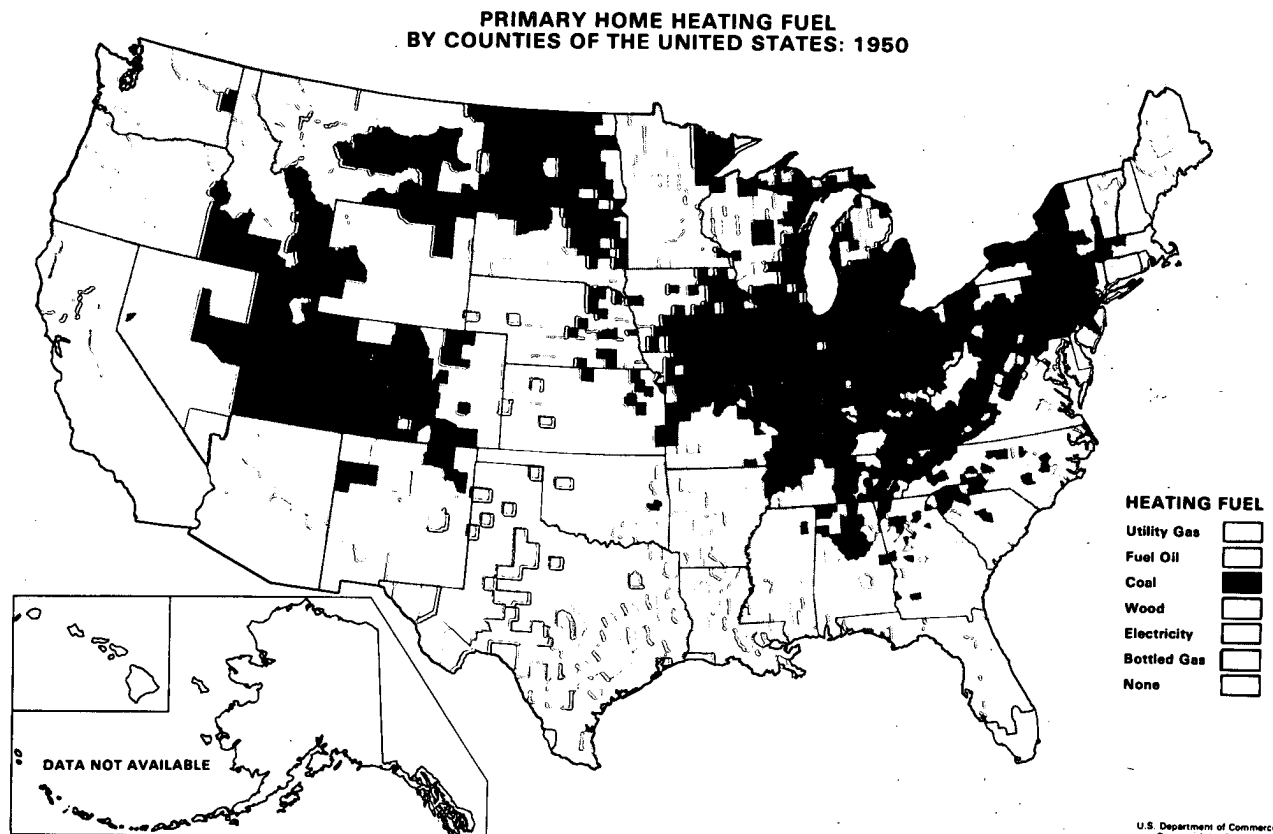 PRIMARY HOME HEATING FUEL
BY COUNTIES OF THE UNITED STATES: 1950
HEATING FUEL
Utility Gas
Fuel Oil
Coal
Wood
Electricity
Bottled Gas
None
DATA NOT AVAILABLE
U.S. Department of Commerc